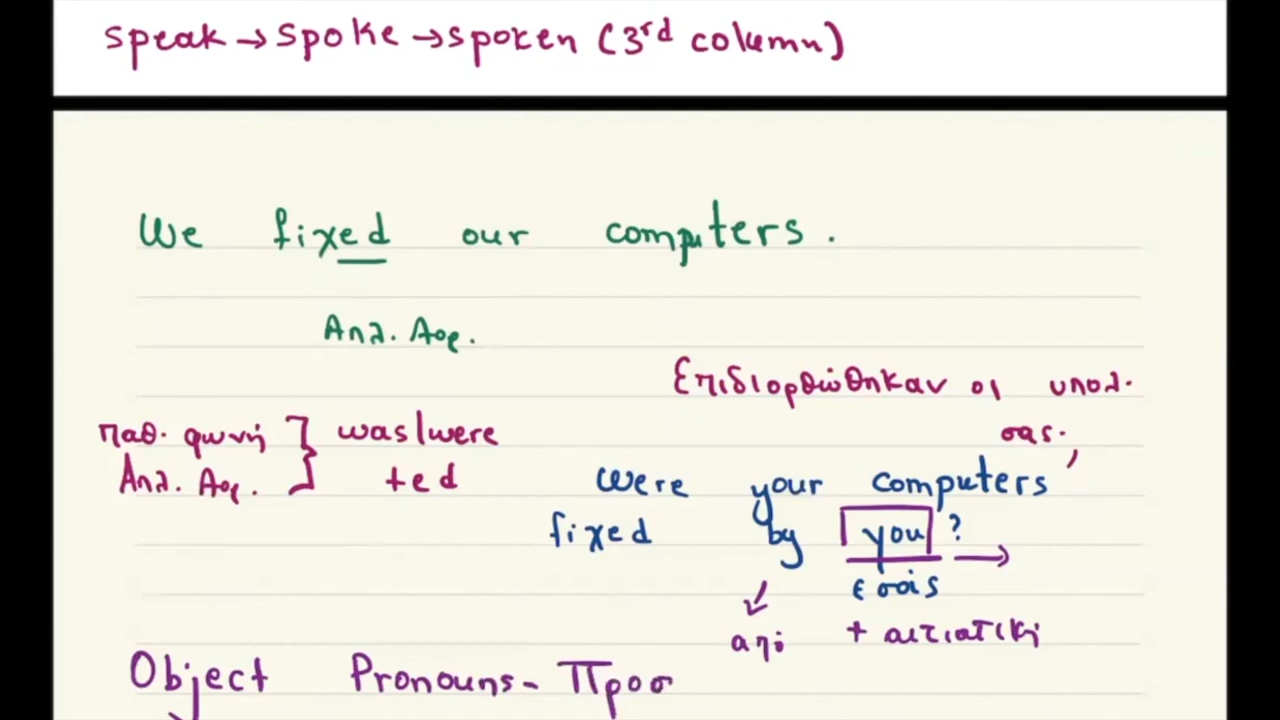 speak → spoke → spoken (3rd column)
We fixed our computers.
Απλ. Αορ.
Επιδιορθώθηκαν οι υπολ.
σας.
;
παθ. φωνή } was/were
Απλ. Αορ. +ed
Were your computers
fixed by you ? →
εσάς
από + αιτιατική
Object Pronouns - Προσ